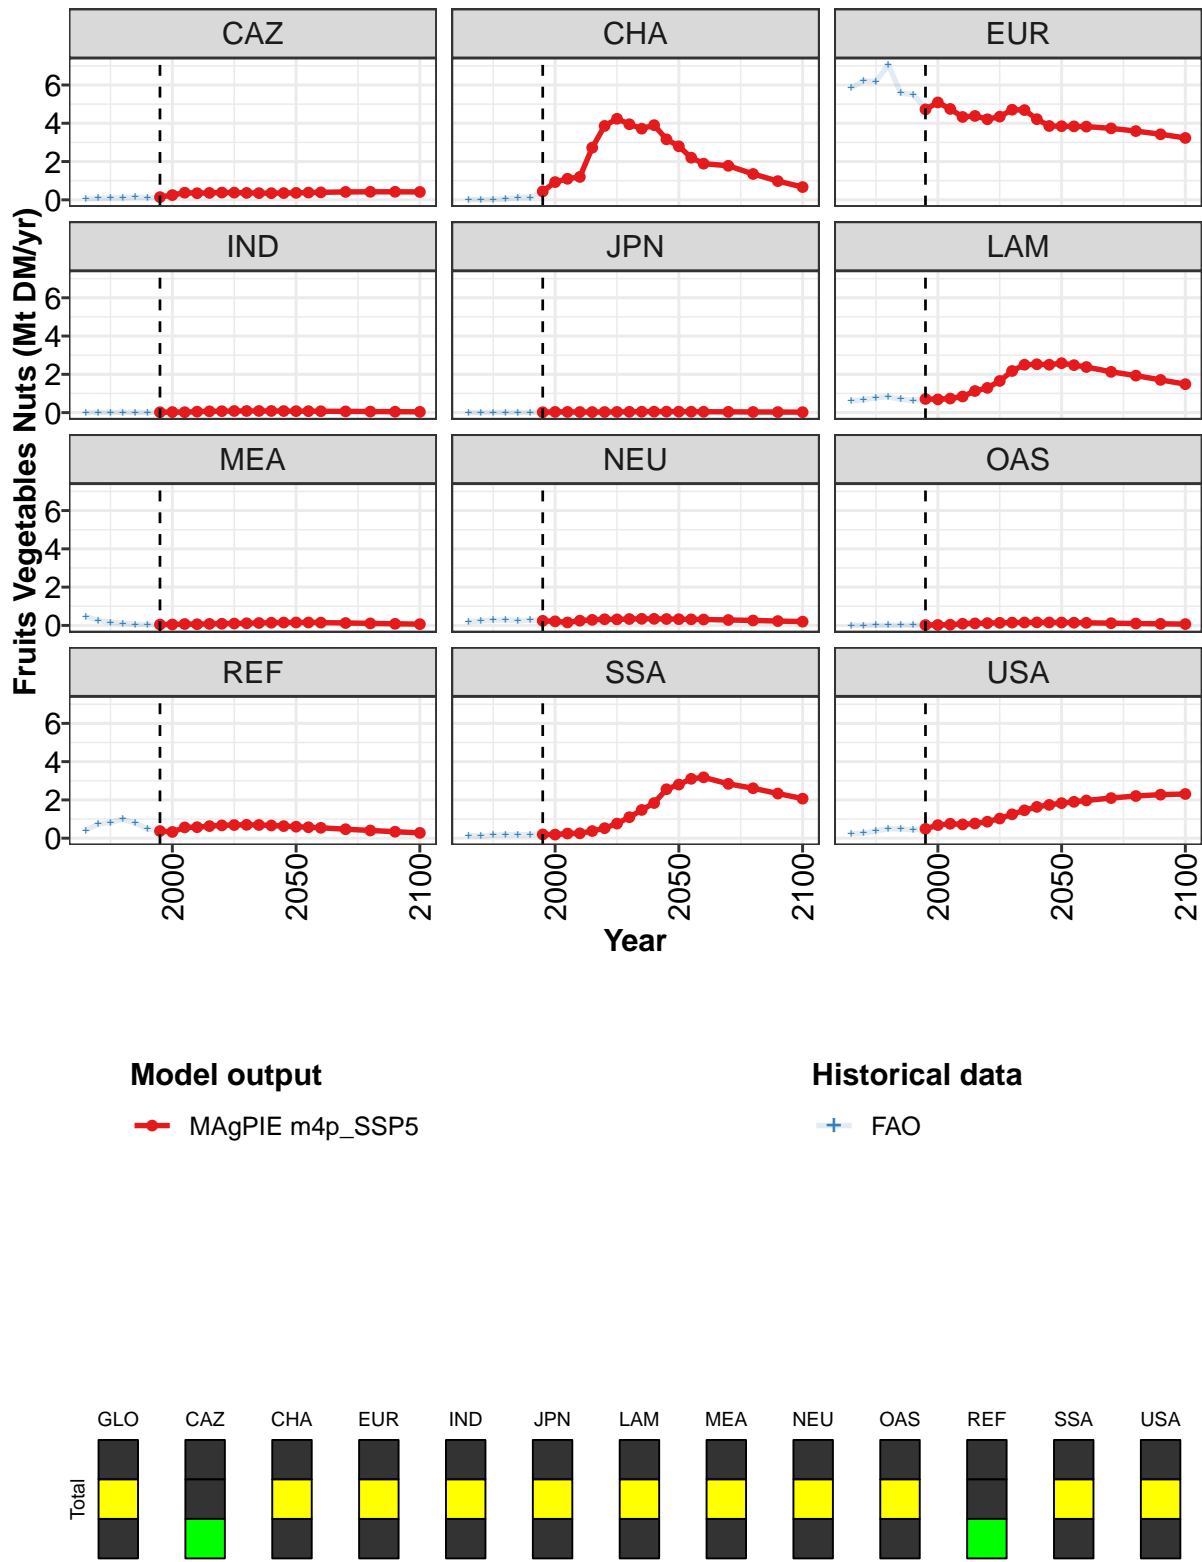 CAZ CHA EUR
6
4
2
0
IND JPN LAM
6
4
2
0
MEA NEU OAS
6
4
2
0
REF SSA USA
6
4
2
0
Fruits Vegetables Nuts (Mt DM/yr)
2000 2050 2100 2000 2050 2100 2000 2050 2100
Year
Model output Historical data
MAgPIE m4p_SSP5 FAO
GLO CAZ CHA EUR IND JPN LAM MEA NEU OAS REF SSA USA
Total